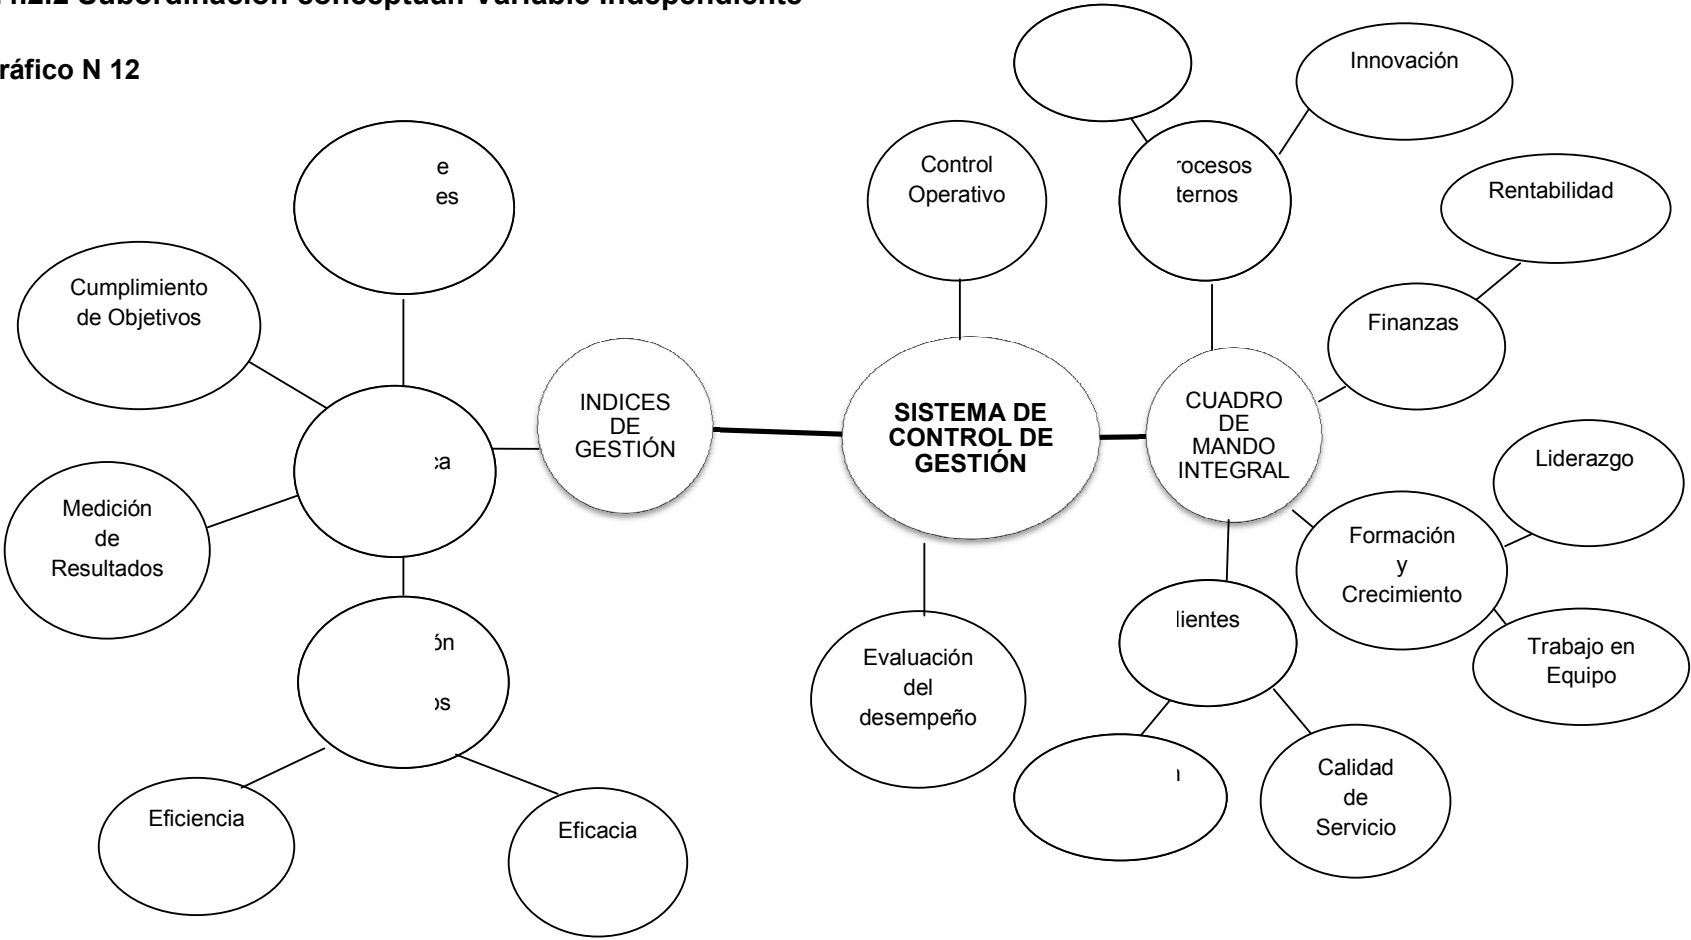 Subordinación conceptual: Variable Independiente
N 12
Innovación
Control
Operativo
Rentabilidad
Cumplimiento
de Objetivos
Finanzas
INDICES
DE
GESTIÓN
SISTEMA DE
CONTROL DE
GESTIÓN
CUADRO
DE
MANDO
INTEGRAL
Liderazgo
Medición
de
Resultados
Formación
y
Crecimiento
Evaluación
del
desempeño
Trabajo en
Equipo
Calidad
de
Servicio
Eficiencia
Eficacia